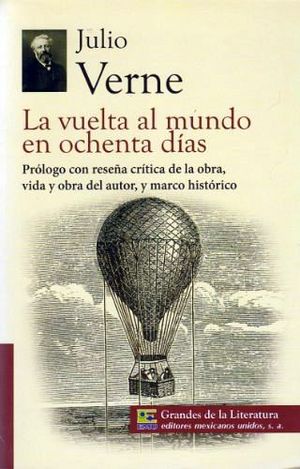 Julio
Verne
La vuelta al mundo
en ochenta días
Prólogo con reseña crítica de la obra,
vida y obra del autor, y marco histórico
Grandes de la Literatura
editores mexicanos unidos, s. a.